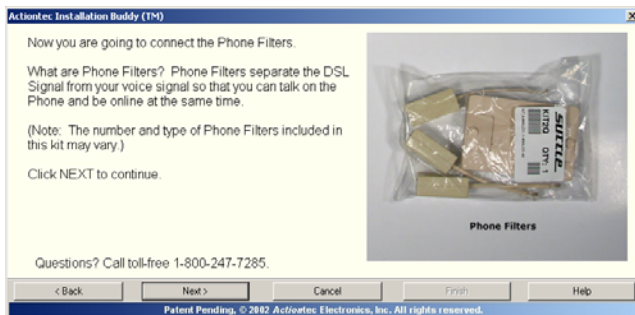 Actiontec Installation Buddy (TM)
Now you are going to connect the Phone Filters.
What are Phone Filters? Phone Filters separate the DSL
Signal from your voice signal so that you can talk on the
Phone and be online at the same time.
(Note: The number and type of Phone Filters included in
this kit may vary.)
Click NEXT to continue.
suttle
KIT2O QTY: 1
Phone Filters
Questions? Call toll-free 1-800-247-7285.
< Back
Next >
Cancel
Finish
Help
Patent Pending, © 2002 Actiontec Electronics, Inc. All rights reserved.